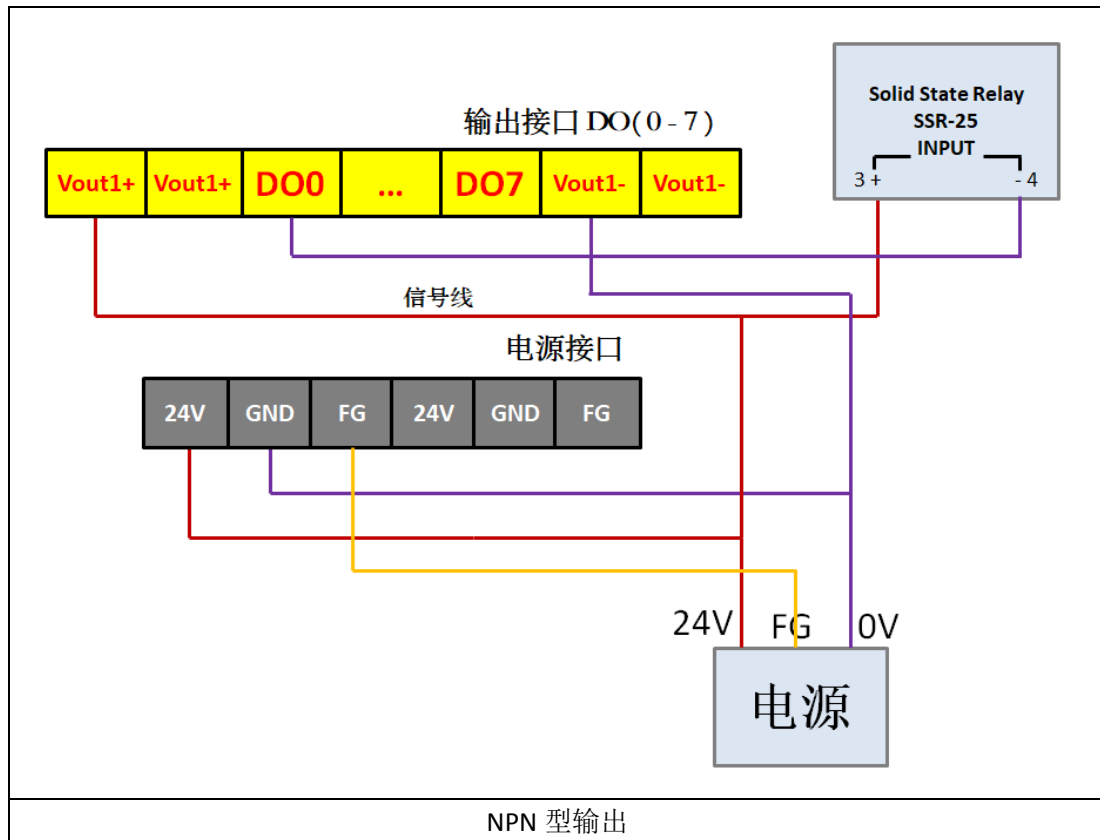 Solid State Relay
SSR-25
INPUT
3 +
- 4
输出接口 DO(0-7)
Vout1+ Vout1+ DO0 ... DO7 Vout1- Vout1-
信号线
电源接口
24V GND FG 24V GND FG
24V FG 0V
电源
NPN 型输出